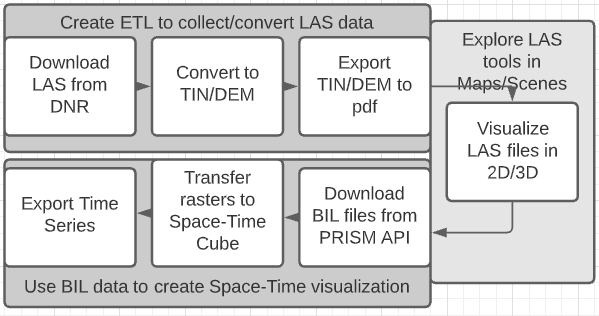 Create ETL to collect/convert LAS data
Download
LAS from
DNR
Convert to
TIN/DEM
Export
TIN/DEM to
pdf
Explore LAS
tools in
Maps/Scenes
Visualize
LAS files in
2D/3D
Download
BIL files from
PRISM API
Transfer
rasters to
Space-Time
Cube
Export Time
Series
Use BIL data to create Space-Time visualization